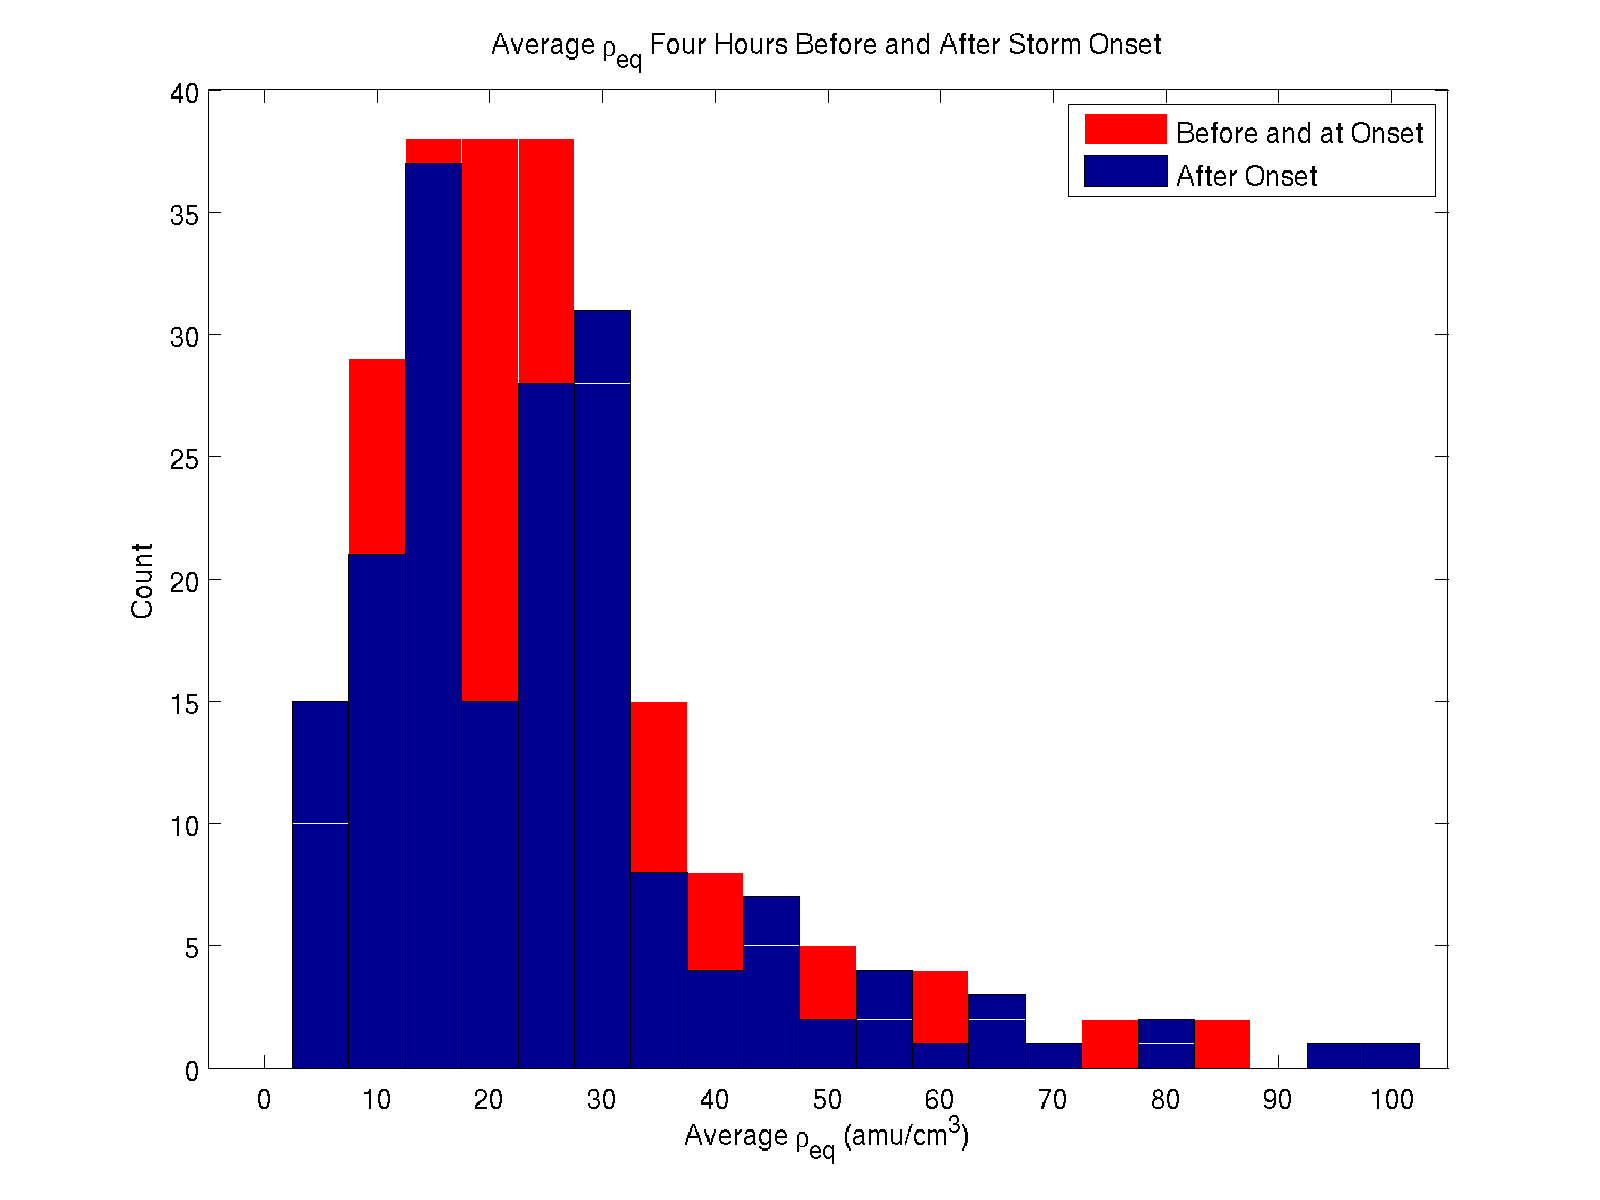 Average ρeq Four Hours Before and After Storm Onset
Before and at Onset
After Onset
40
35
30
25
20
15
10
5
0
Count
0 10 20 30 40 50 60 70 80 90 100
Average ρeq (amu/cm3)